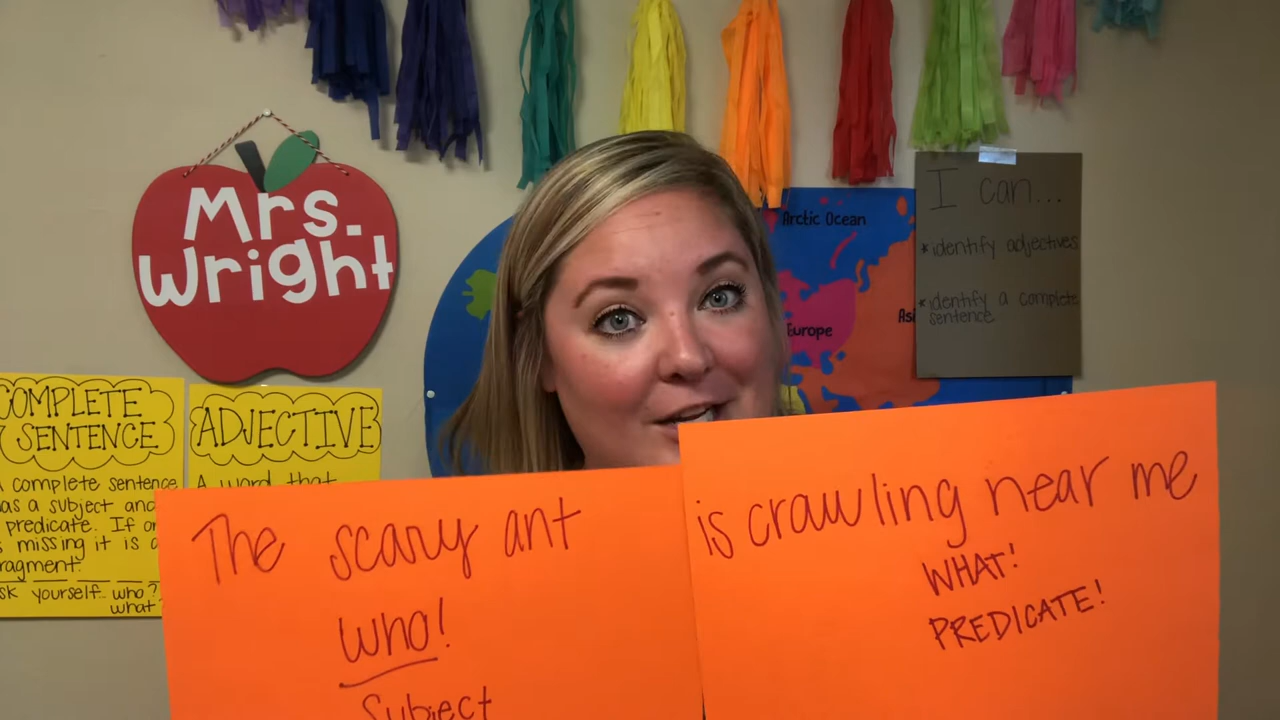 Mrs.
Wright
Arctic Ocean
Europe
I can...
*identify adjectives
*identify a complete
sentence
COMPLETE
SENTENCE
complete sentence
as a subject and
predicate. If
missing it is
ADJECTIVE
A word that
yourself.. who?
what
The scary ant
who!
Subject
is crawling near me
WHAT!
PREDICATE!